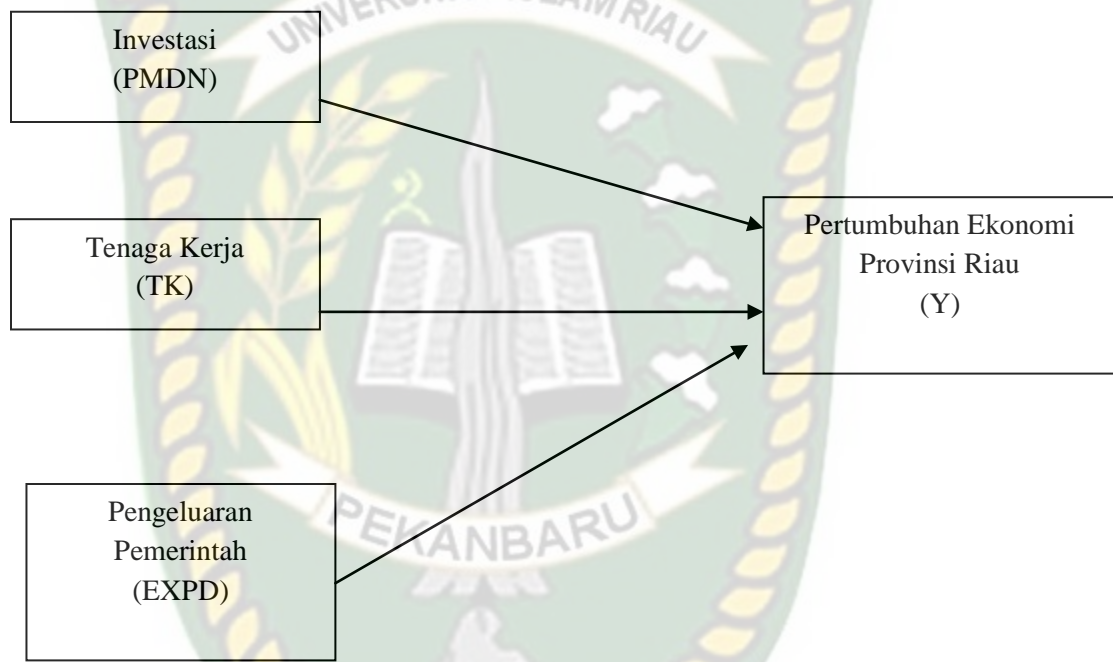 UNIVERSITAS ISLAM RIAU
Investasi
(PMDN)
Tenaga Kerja
(TK)
Pertumbuhan Ekonomi
Provinsi Riau
(Y)
Pengeluaran
Pemerintah
(EXPD)
PEKANBARU